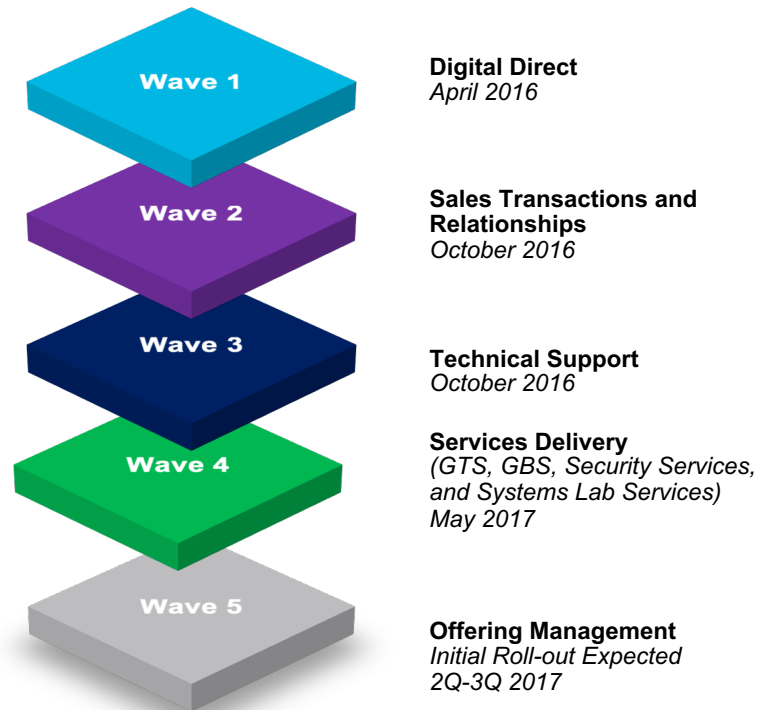 Wave 1
Digital Direct
April 2016
Wave 2
Sales Transactions and
Relationships
October 2016
Wave 3
Technical Support
October 2016
Wave 4
Services Delivery
(GTS, GBS, Security Services,
and Systems Lab Services)
May 2017
Wave 5
Offering Management
Initial Roll-out Expected
2Q-3Q 2017